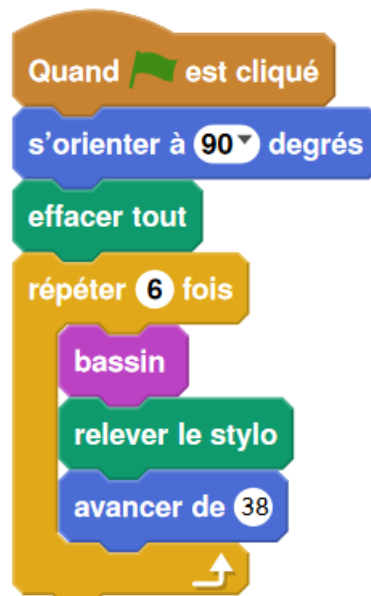 Quand est cliqué
s'orienter à 90 degrés
effacer tout
répéter 6 fois
bassin
relever le stylo
avancer de 38